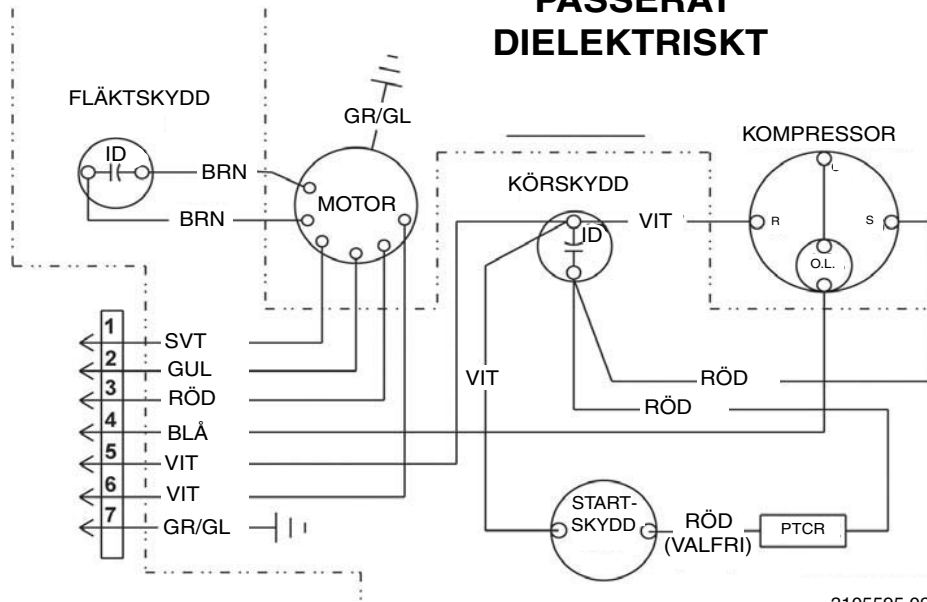 DIELEKTRISKT
FLÄKTSKYDD
ID
GR/GL
KOMPRESSOR
BRN
MOTOR
BRN
KÖRSKYDD
ID
VIT
R
S
O.L.
1
SVT
2
GUL
3
RÖD
4
BLÅ
5
VIT
6
VIT
7
GR/GL
VIT
RÖD
RÖD
START-
SKYDD
RÖD
(VALFRI)
PTCR